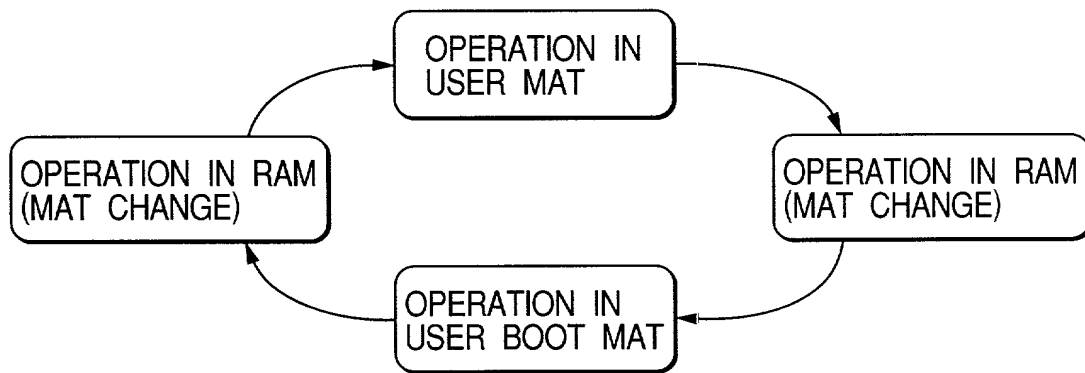 OPERATION IN
USER MAT
OPERATION IN RAM
(MAT CHANGE)
OPERATION IN RAM
(MAT CHANGE)
OPERATION IN
USER BOOT MAT